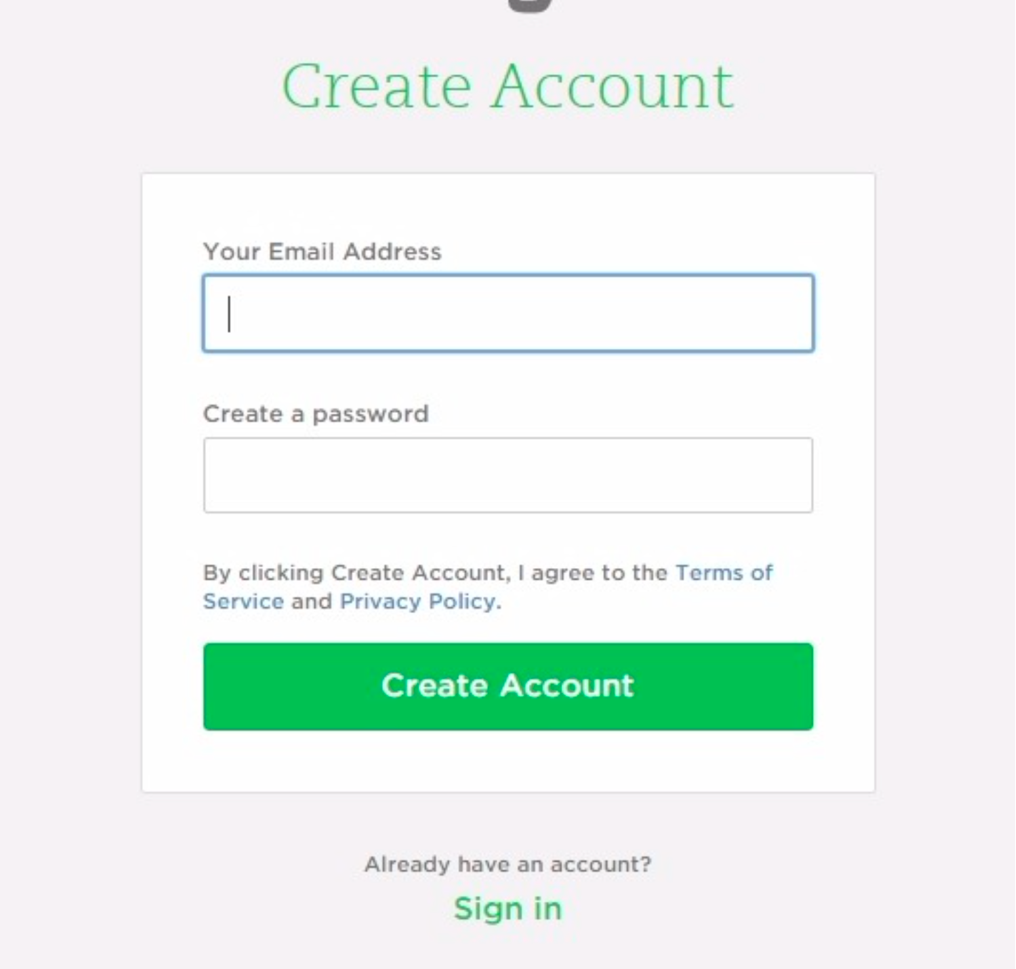 Create Account
Your Email Address
Create a password
By clicking Create Account, I agree to the Terms of
Service and Privacy Policy.
Create Account
Already have an account?
Sign in